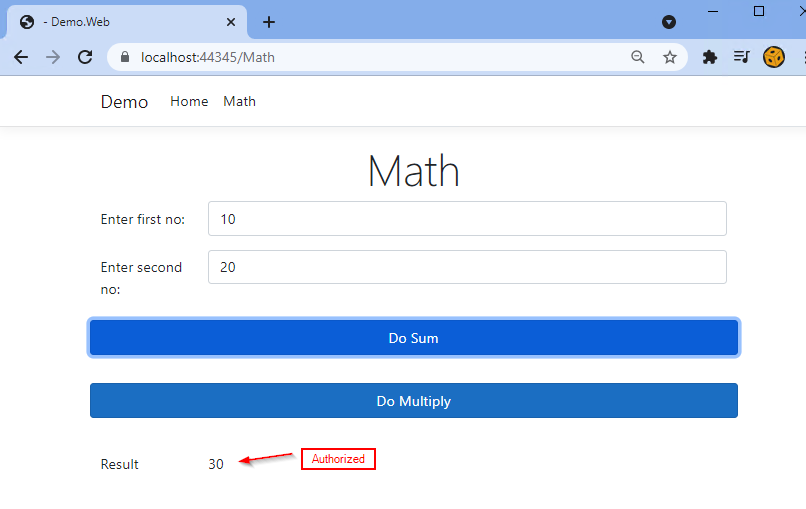 - Demo.Web
localhost:44345/Math
Demo Home Math
Math
Enter first no: 10
Enter second no: 20
Do Sum
Do Multiply
Result 30 Authorized